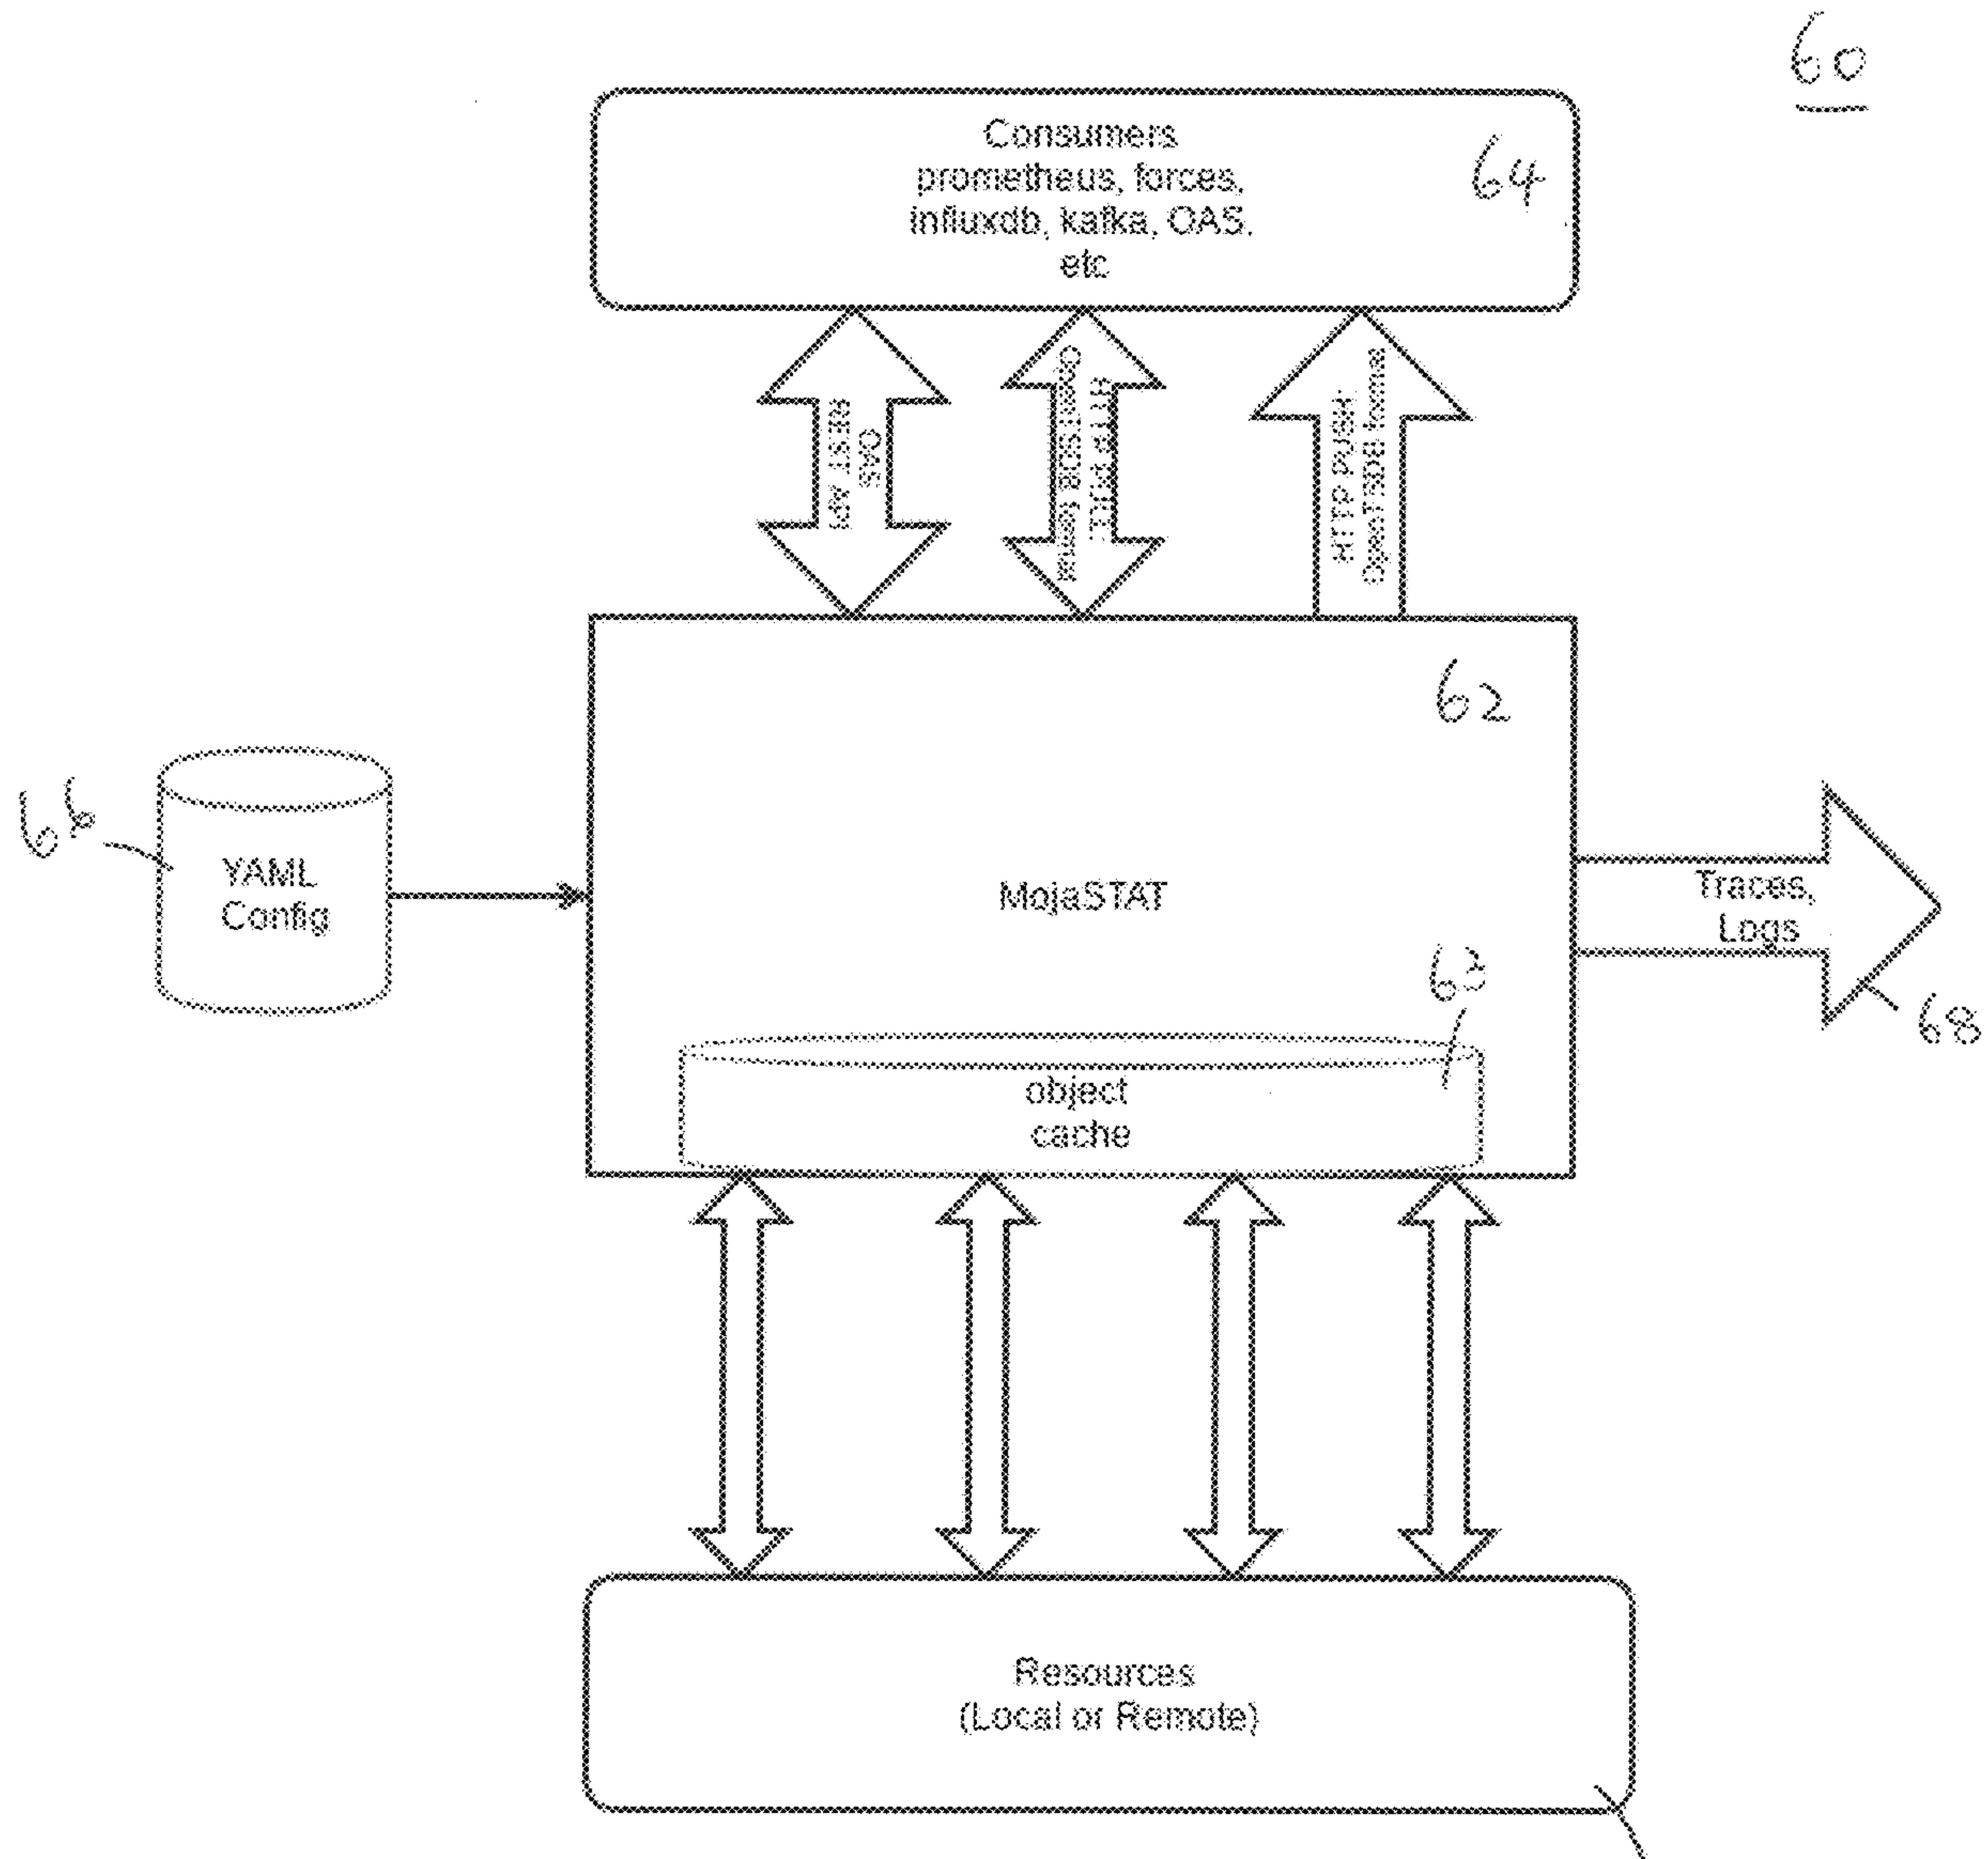 60
Consumers
prometheus, forces,
influxdb, kafka, OAS,
etc
64
OAS
REST API
HTTP PULL:
OpenTSDB format
HTTP PUSH:
OpenTSDB format
62
66
YAML
Config
MojaSTAT
Traces,
Logs
63
68
object
cache
Resources
(Local or Remote)